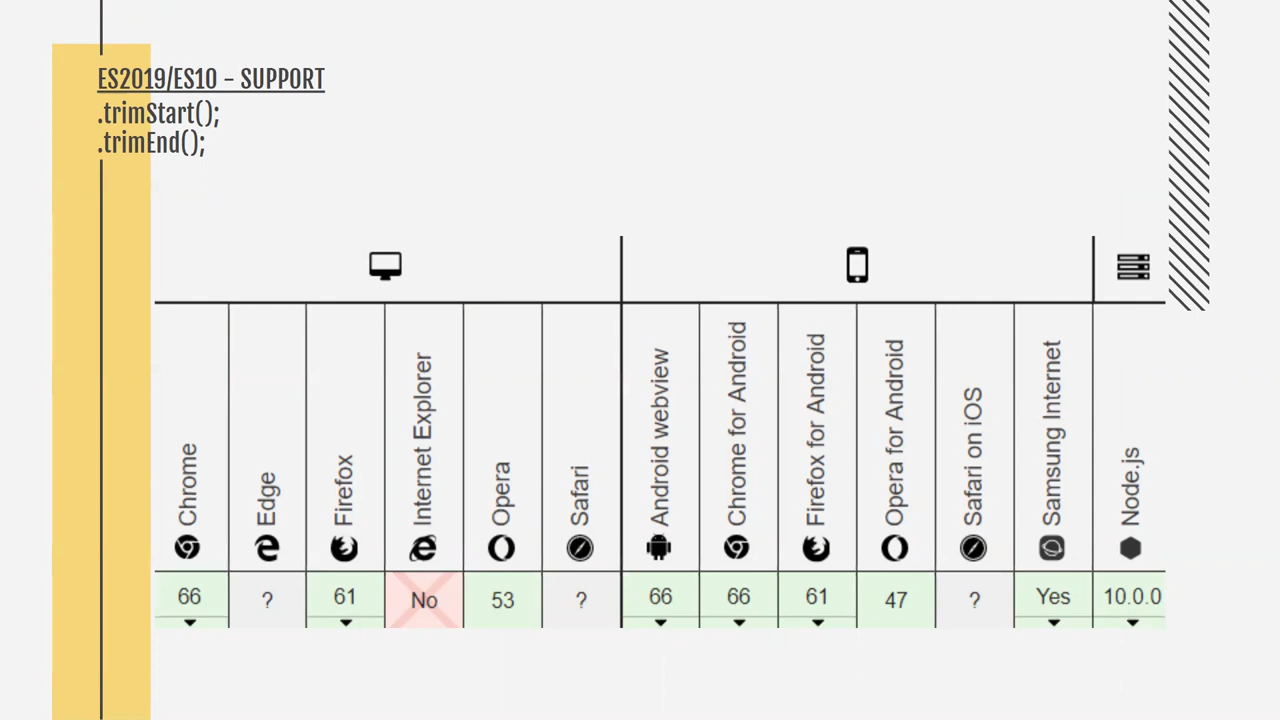 ES2019/ES10 - SUPPORT
.trimStart();
.trimEnd();
Chrome
Edge
Firefox
Internet Explorer
Opera
Safari
Android webview
Chrome for Android
Firefox for Android
Opera for Android
Safari on iOS
Samsung Internet
Node.js
66 ? 61 No 53 ? 66 66 61 47 ? Yes 10.0.0